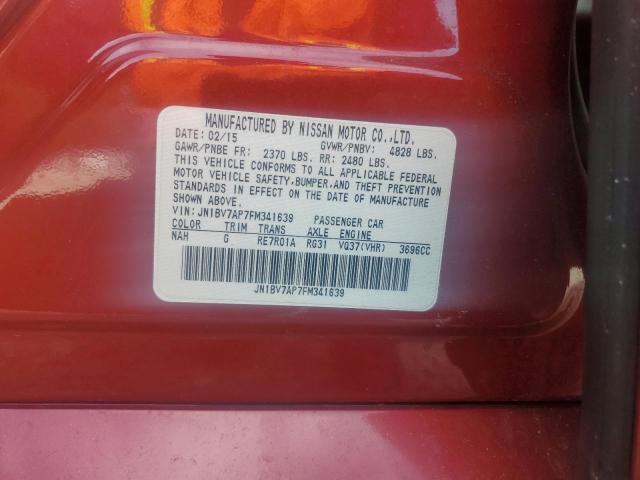 MANUFACTURED BY NISSAN MOTOR CO.,LTD.
DATE: 02/15 GVWR/PNBV: 4828 LBS.
GAWR/PNBE FR: 2370 LBS. RR: 2480 LBS.
THIS VEHICLE CONFORMS TO ALL APPLICABLE FEDERAL
MOTOR VEHICLE SAFETY,BUMPER,AND THEFT PREVENTION
STANDARDS IN EFFECT ON THE DATE OF MANUFACTURE
SHOWN ABOVE.
VIN: JN1BV7AP7FM341639 PASSENGER CAR
COLOR TRIM TRANS AXLE ENGINE
NAH G RE7R01A RG31 VQ37(VHR) 3696CC
JN1BV7AP7FM341639